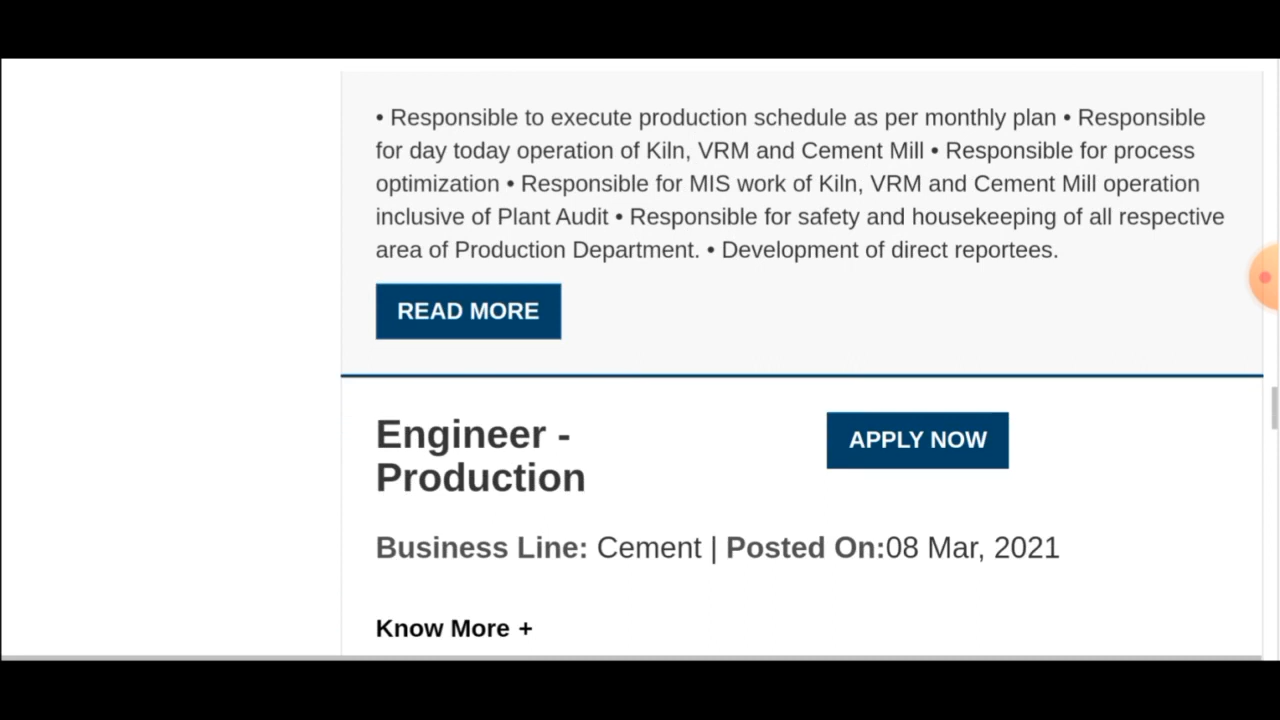 • Responsible to execute production schedule as per monthly plan • Responsible
for day today operation of Kiln, VRM and Cement Mill • Responsible for process
optimization • Responsible for MIS work of Kiln, VRM and Cement Mill operation
inclusive of Plant Audit • Responsible for safety and housekeeping of all respective
area of Production Department. • Development of direct reportees.
READ MORE
Engineer -
Production
APPLY NOW
Business Line: Cement | Posted On:08 Mar, 2021
Know More +